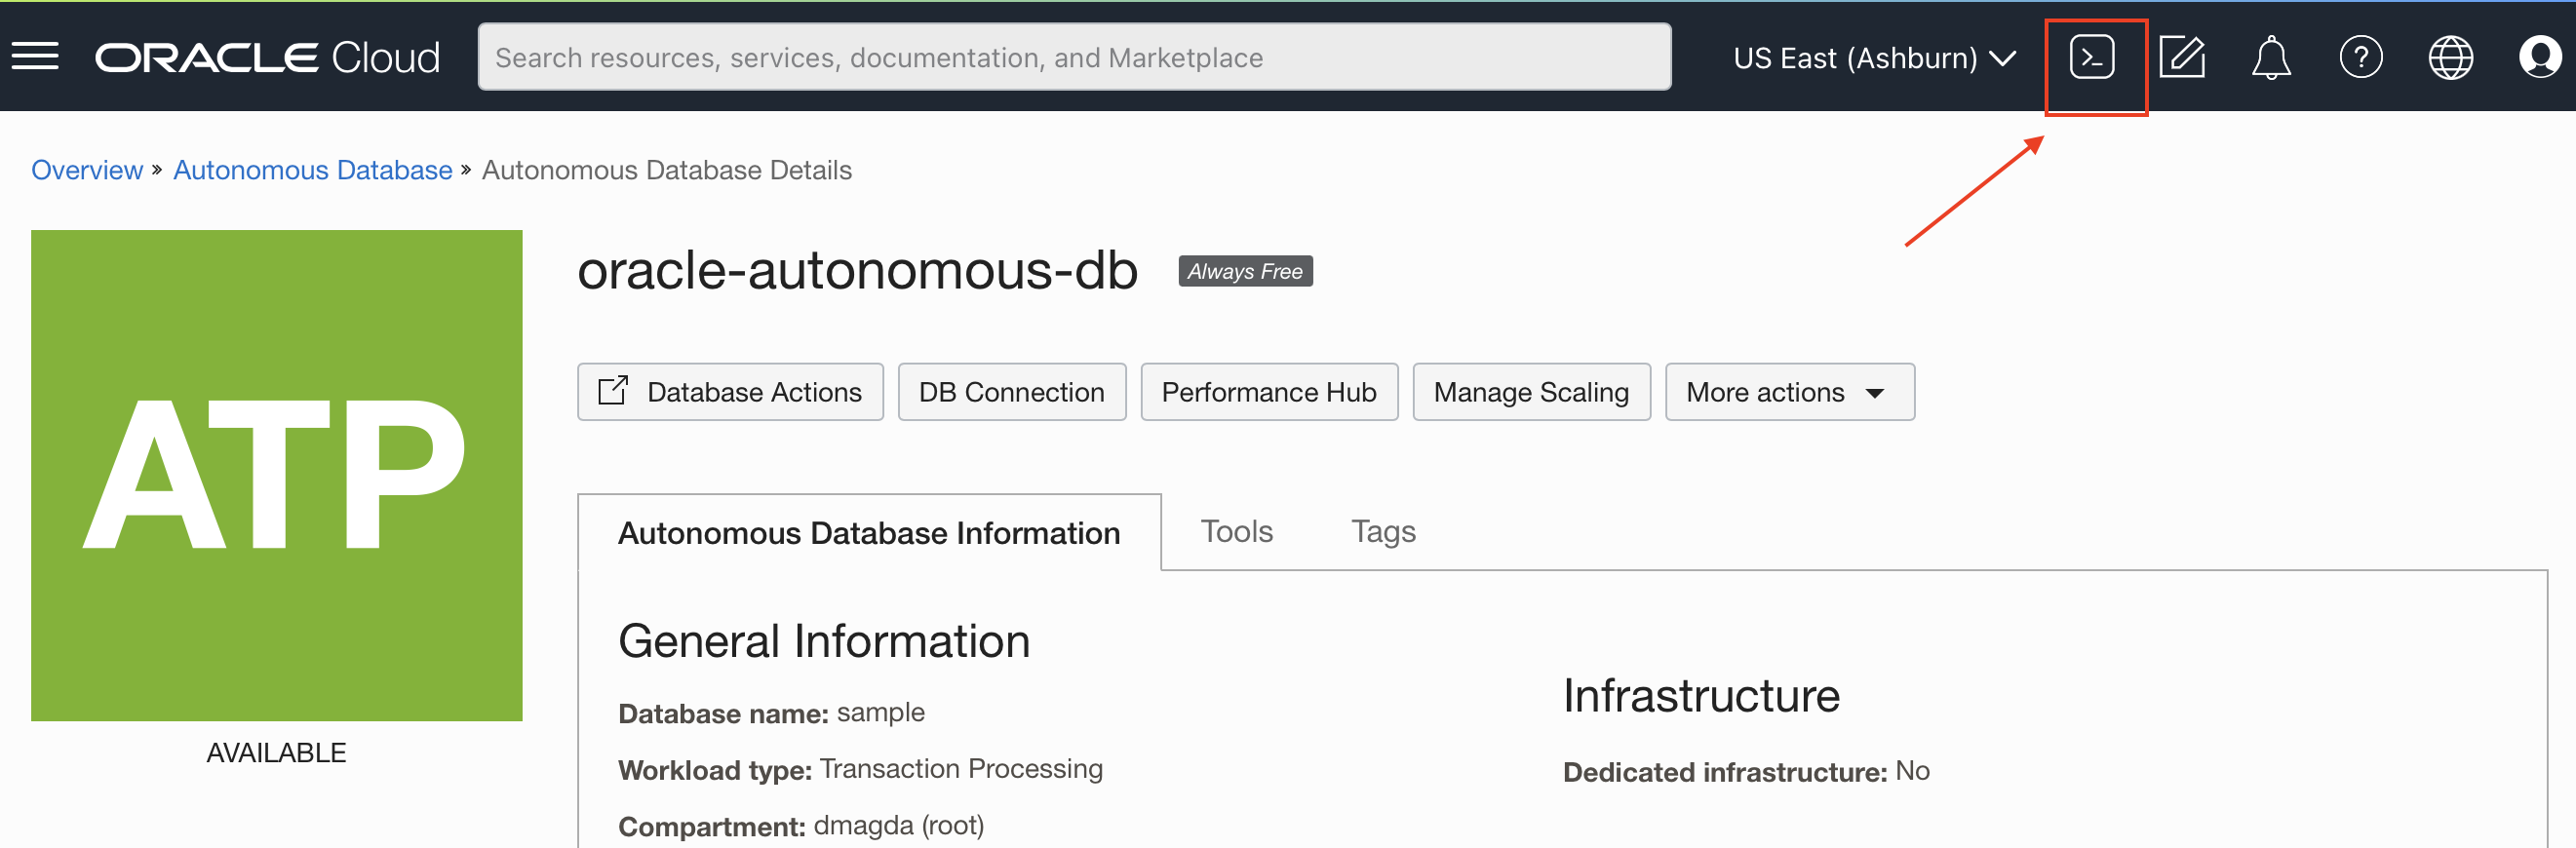 ORACLE Cloud
Search resources, services, documentation, and Marketplace
US East (Ashburn)
Overview » Autonomous Database » Autonomous Database Details
ATP
AVAILABLE
oracle-autonomous-db Always Free
Database Actions DB Connection Performance Hub Manage Scaling More actions
Autonomous Database Information Tools Tags
General Information
Database name: sample
Workload type: Transaction Processing
Compartment: dmagda (root)
Infrastructure
Dedicated infrastructure: No